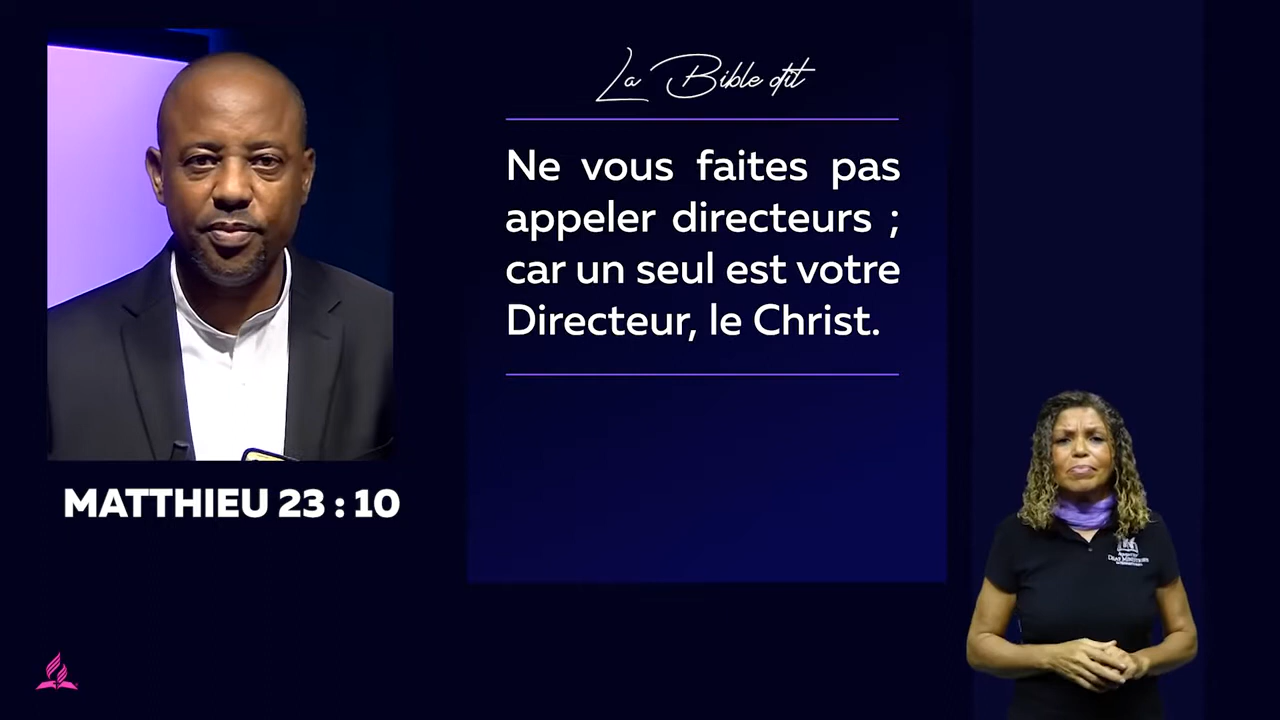 La Bible dit
Ne vous faites pas
appeler directeurs ;
car un seul est votre
Directeur, le Christ.
MATTHIEU 23 : 10